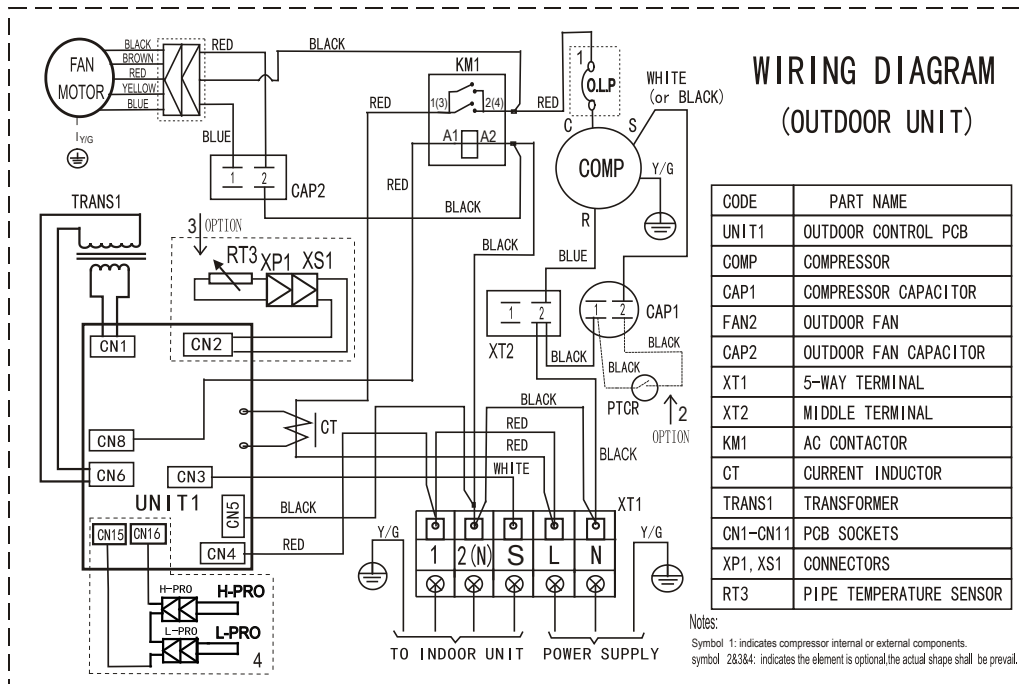 WIRING DIAGRAM
(OUTDOOR UNIT)
FAN
MOTOR
BLACK
BROWN
RED
YELLOW
BLUE
Y/G
RED
BLACK
BLUE
1 2
CAP2
KM1
1(3) 2(4)
A1 A2
RED
RED
RED
BLACK
1
O.L.P
WHITE
(or BLACK)
C
S
COMP
R
Y/G
TRANS1
3 OPTION
RT3 XP1 XS1
CN2
CN1
BLACK
BLUE
1 2
XT2
1 2
CAP1
BLACK
BLACK
BLACK
PTCR
2
OPTION
CN8
CN6
CN3
UNIT1
CN5
CN4
CN15
CN16
CT
BLACK
RED
RED
WHITE
BLACK
RED
BLACK
XT1
Y/G
1 2(N) S L N
Y/G
TO INDOOR UNIT POWER SUPPLY
H-PRO
H-PRO
L-PRO
L-PRO
4
CODE PART NAME
UNIT1 OUTDOOR CONTROL PCB
COMP COMPRESSOR
CAP1 COMPRESSOR CAPACITOR
FAN2 OUTDOOR FAN
CAP2 OUTDOOR FAN CAPACITOR
XT1 5-WAY TERMINAL
XT2 MIDDLE TERMINAL
KM1 AC CONTACTOR
CT CURRENT INDUCTOR
TRANS1 TRANSFORMER
CN1-CN11 PCB SOCKETS
XP1, XS1 CONNECTORS
RT3 PIPE TEMPERATURE SENSOR
Notes:
Symbol 1: indicates compressor internal or external components.
symbol 2&3&4: indicates the element is optional,the actual shape shall be prevail.